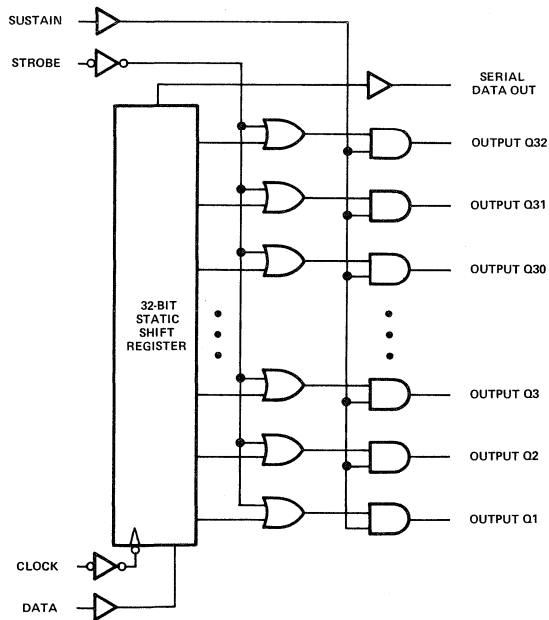 SUSTAIN
STROBE
SERIAL
DATA OUT
OUTPUT Q32
OUTPUT Q31
OUTPUT Q30
32-BIT
STATIC
SHIFT
REGISTER
OUTPUT Q3
OUTPUT Q2
OUTPUT Q1
CLOCK
DATA